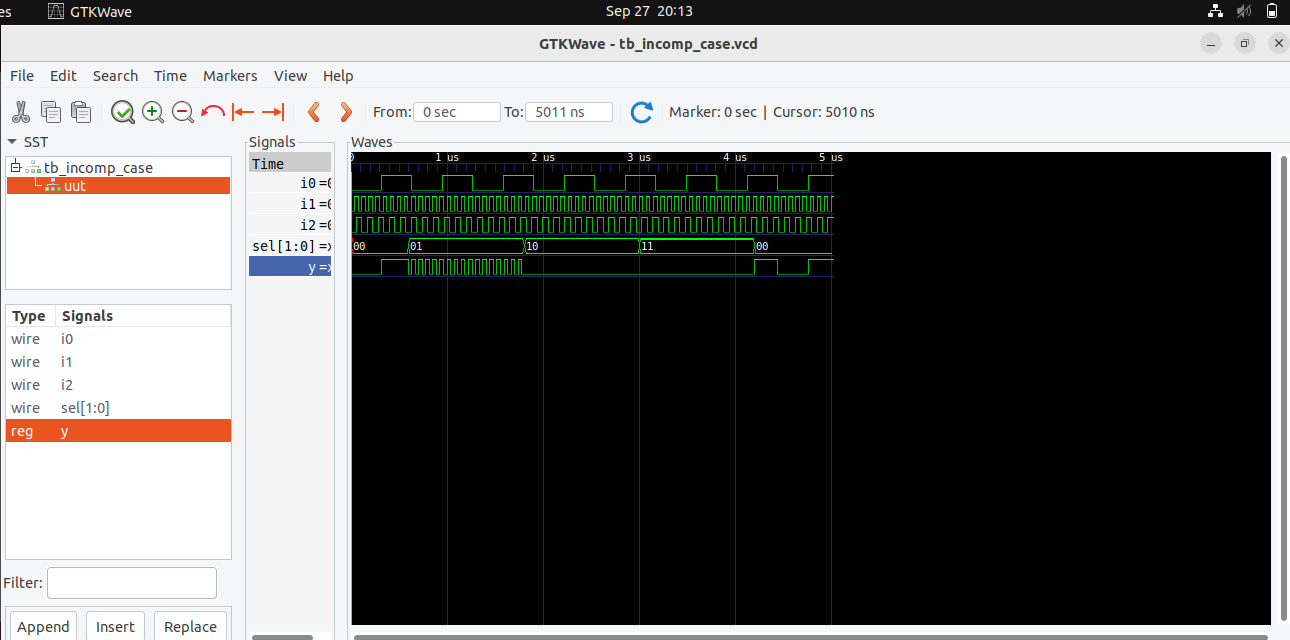 es GTKWave Sep 27 20:13
GTKWave - tb_incomp_case.vcd
File Edit Search Time Markers View Help
From: 0 sec To: 5011 ns Marker: 0 sec | Cursor: 5010 ns
SST
tb_incomp_case
uut
Type Signals
wire i0
wire i1
wire i2
wire sel[1:0]
reg y
Filter:
Append Insert Replace
Signals
Time
i0=0
i1=0
i2=0
sel[1:0]=x
y=x
Waves
0 1 us 2 us 3 us 4 us 5 us
00 01 10 11 00